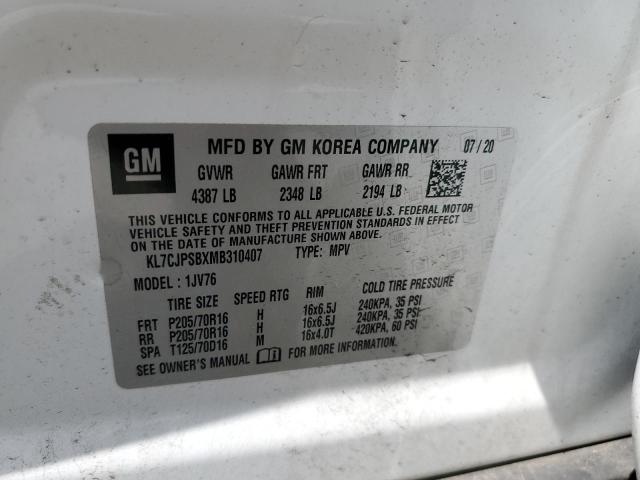 GM MFD BY GM KOREA COMPANY 07/20
GVWR GAWR FRT GAWR RR
4387 LB 2348 LB 2194 LB
THIS VEHICLE CONFORMS TO ALL APPLICABLE U.S. FEDERAL MOTOR
VEHICLE SAFETY AND THEFT PREVENTION STANDARDS IN EFFECT ON
THE DATE OF MANUFACTURE SHOWN ABOVE.
KL7CJPSBXMB310407 TYPE: MPV
MODEL : 1JV76
TIRE SIZE SPEED RTG RIM COLD TIRE PRESSURE
FRT P205/70R16 H 16x6.5J 240KPA, 35 PSI
RR P205/70R16 H 16x6.5J 240KPA, 35 PSI
SPA T125/70D16 M 16x4.0T 420KPA, 60 PSI
SEE OWNER'S MANUAL FOR MORE INFORMATION.